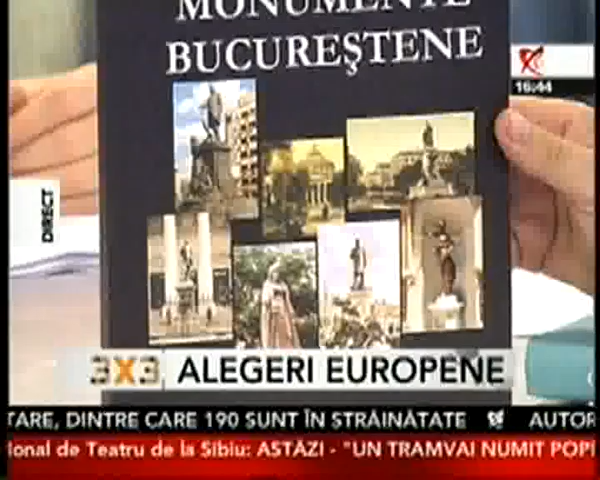 MONUMENTE
BUCUREŞTENE
16:44
DIRECT
3X3 ALEGERI EUROPENE
TARE, DINTRE CARE 190 SUNT ÎN STRĂINĂTATE AUTOR
ional de Teatru de la Sibiu: ASTĂZI - "UN TRAMVAI NUMIT POPI